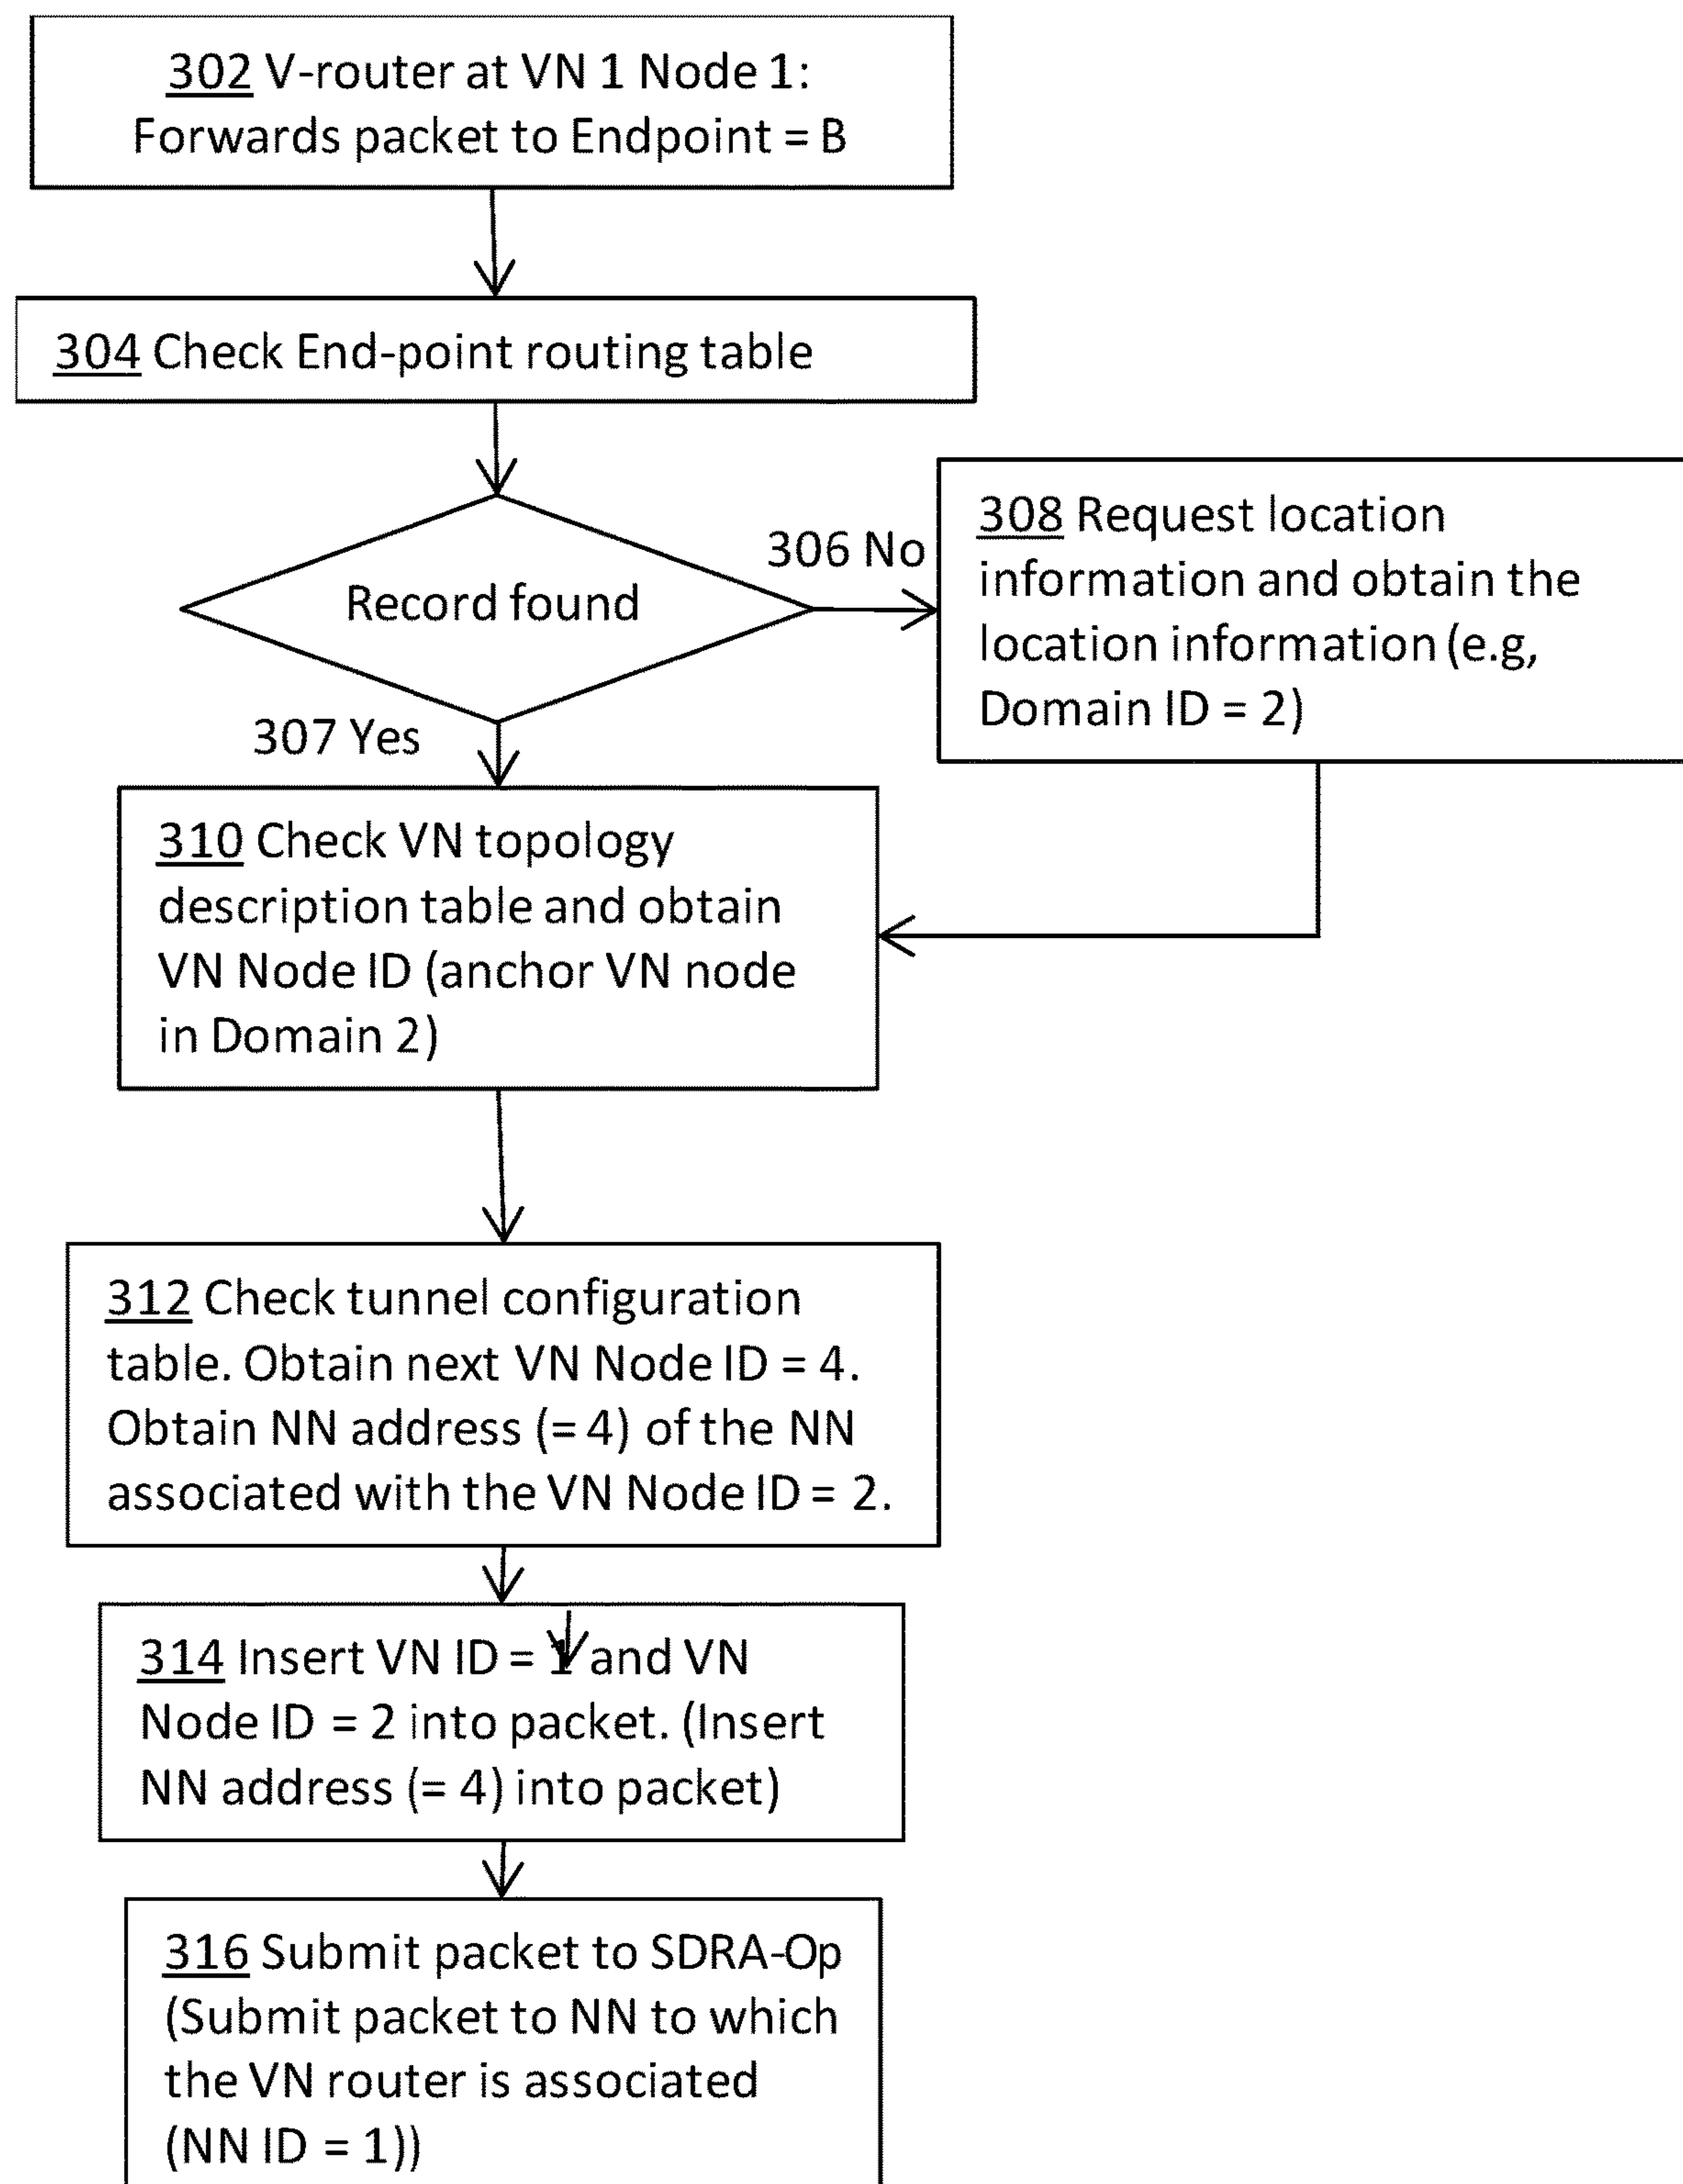 302 V-router at VN 1 Node 1:
Forwards packet to Endpoint = B
304 Check End-point routing table
Record found
306 No
308 Request location
information and obtain the
location information (e.g,
Domain ID = 2)
307 Yes
310 Check VN topology
description table and obtain
VN Node ID (anchor VN node
in Domain 2)
312 Check tunnel configuration
table. Obtain next VN Node ID = 4.
Obtain NN address (= 4) of the NN
associated with the VN Node ID = 2.
314 Insert VN ID = 1 and VN
Node ID = 2 into packet. (Insert
NN address (= 4) into packet)
316 Submit packet to SDRA-Op
(Submit packet to NN to which
the VN router is associated
(NN ID = 1))